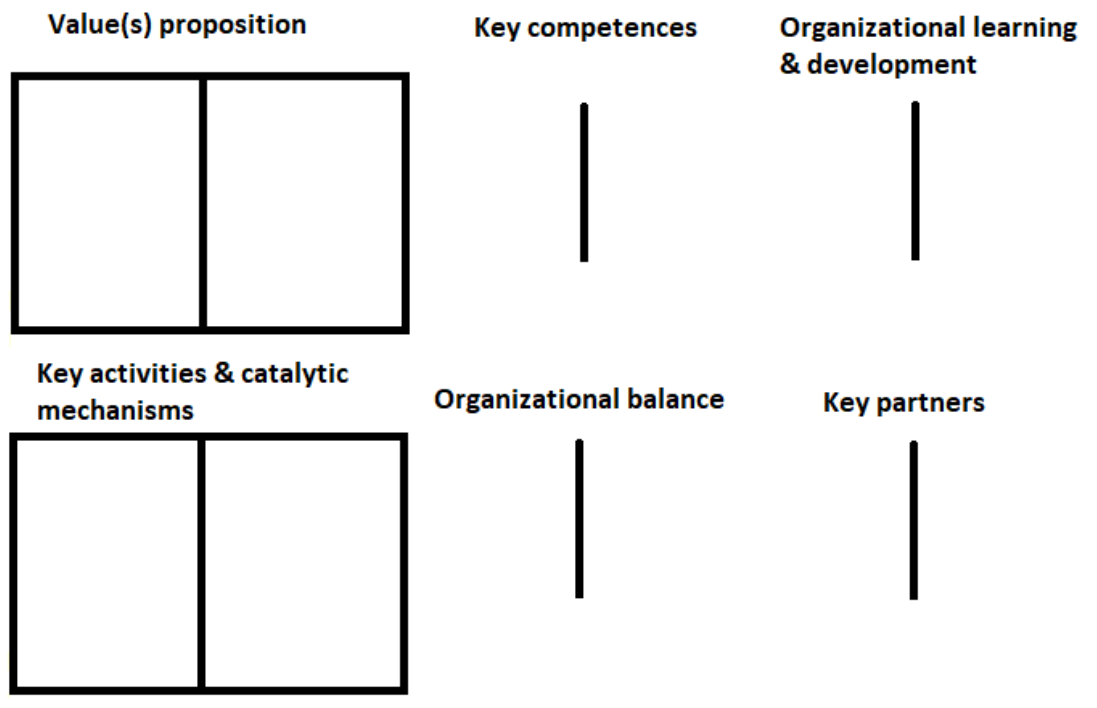 Value(s) proposition
Key competences
Organizational learning
& development
Key activities & catalytic
mechanisms
Organizational balance
Key partners